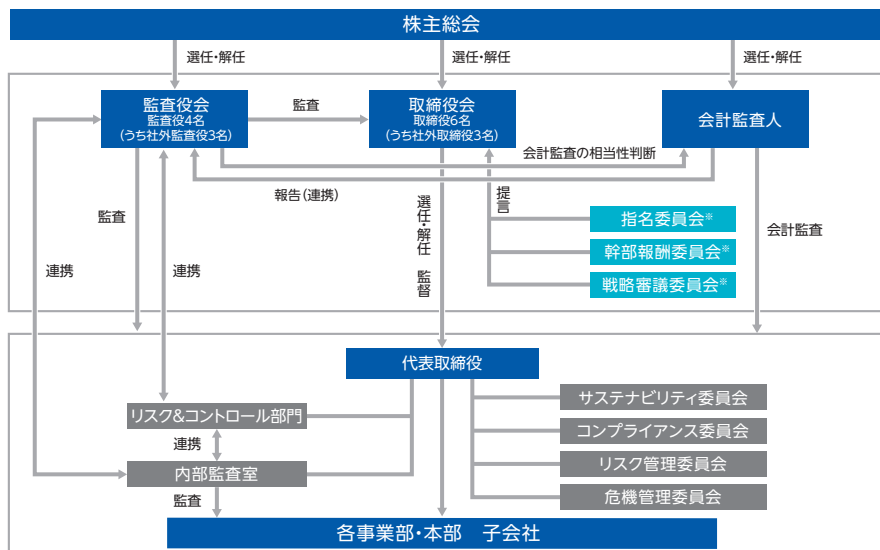 株主総会
選任・解任
選任・解任
選任・解任
監査役会
監査役4名
(うち社外監査役3名)
監査
取締役会
取締役6名
(うち社外取締役3名)
会計監査人
会計監査の相当性判断
報告(連携)
監査
連携
連携
選任・解任 監督
提言
指名委員会※
幹部報酬委員会※
戦略審議委員会※
会計監査
代表取締役
リスク&コントロール部門
連携
内部監査室
監査
サステナビリティ委員会
コンプライアンス委員会
リスク管理委員会
危機管理委員会
各事業部・本部 子会社